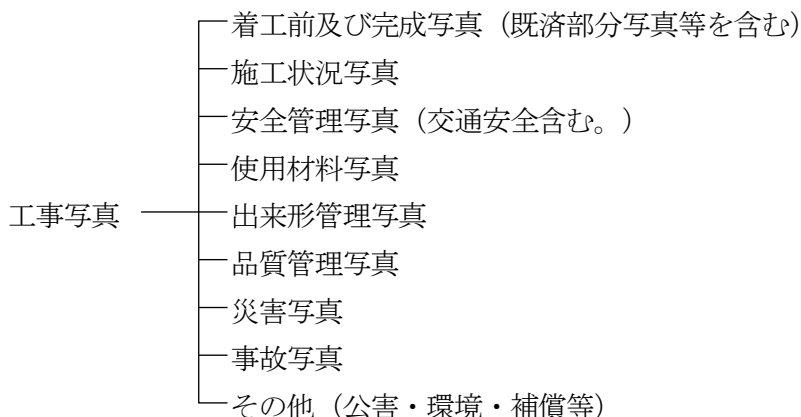 着工前及び完成写真（既済部分写真等を含む）
施工状況写真
安全管理写真（交通安全含む。）
使用材料写真
工事写真
出来形管理写真
品質管理写真
災害写真
事故写真
その他（公害・環境・補償等）